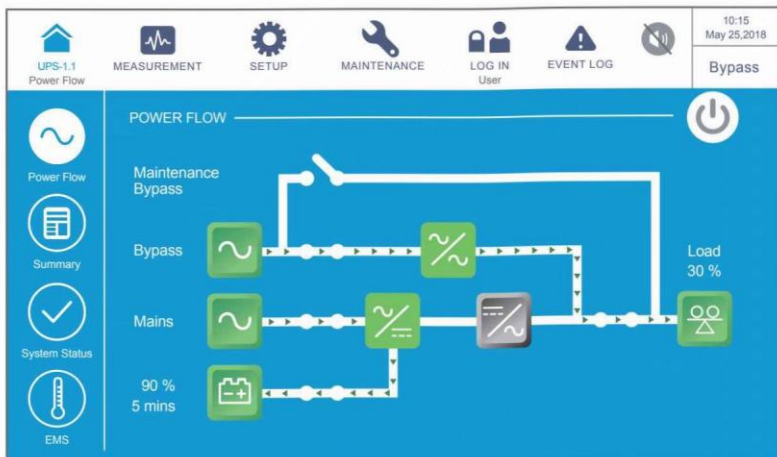 10:15
May 25,2018
UPS-1.1
Power Flow
MEASUREMENT
SETUP
MAINTENANCE
LOG IN
User
EVENT LOG
Bypass
POWER FLOW
Power Flow
Maintenance
Bypass
Bypass
Summary
Load
30 %
Mains
System Status
90 %
5 mins
EMS